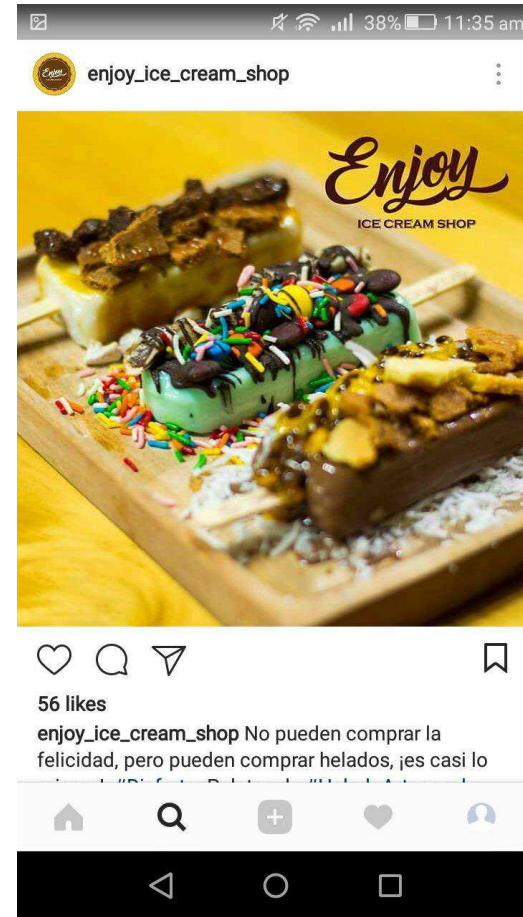 38% 11:35 am
enjoy_ice_cream_shop
Enjoy
ICE CREAM SHOP
56 likes
enjoy_ice_cream_shop No pueden comprar la
felicidad, pero pueden comprar helados, ¡es casi lo